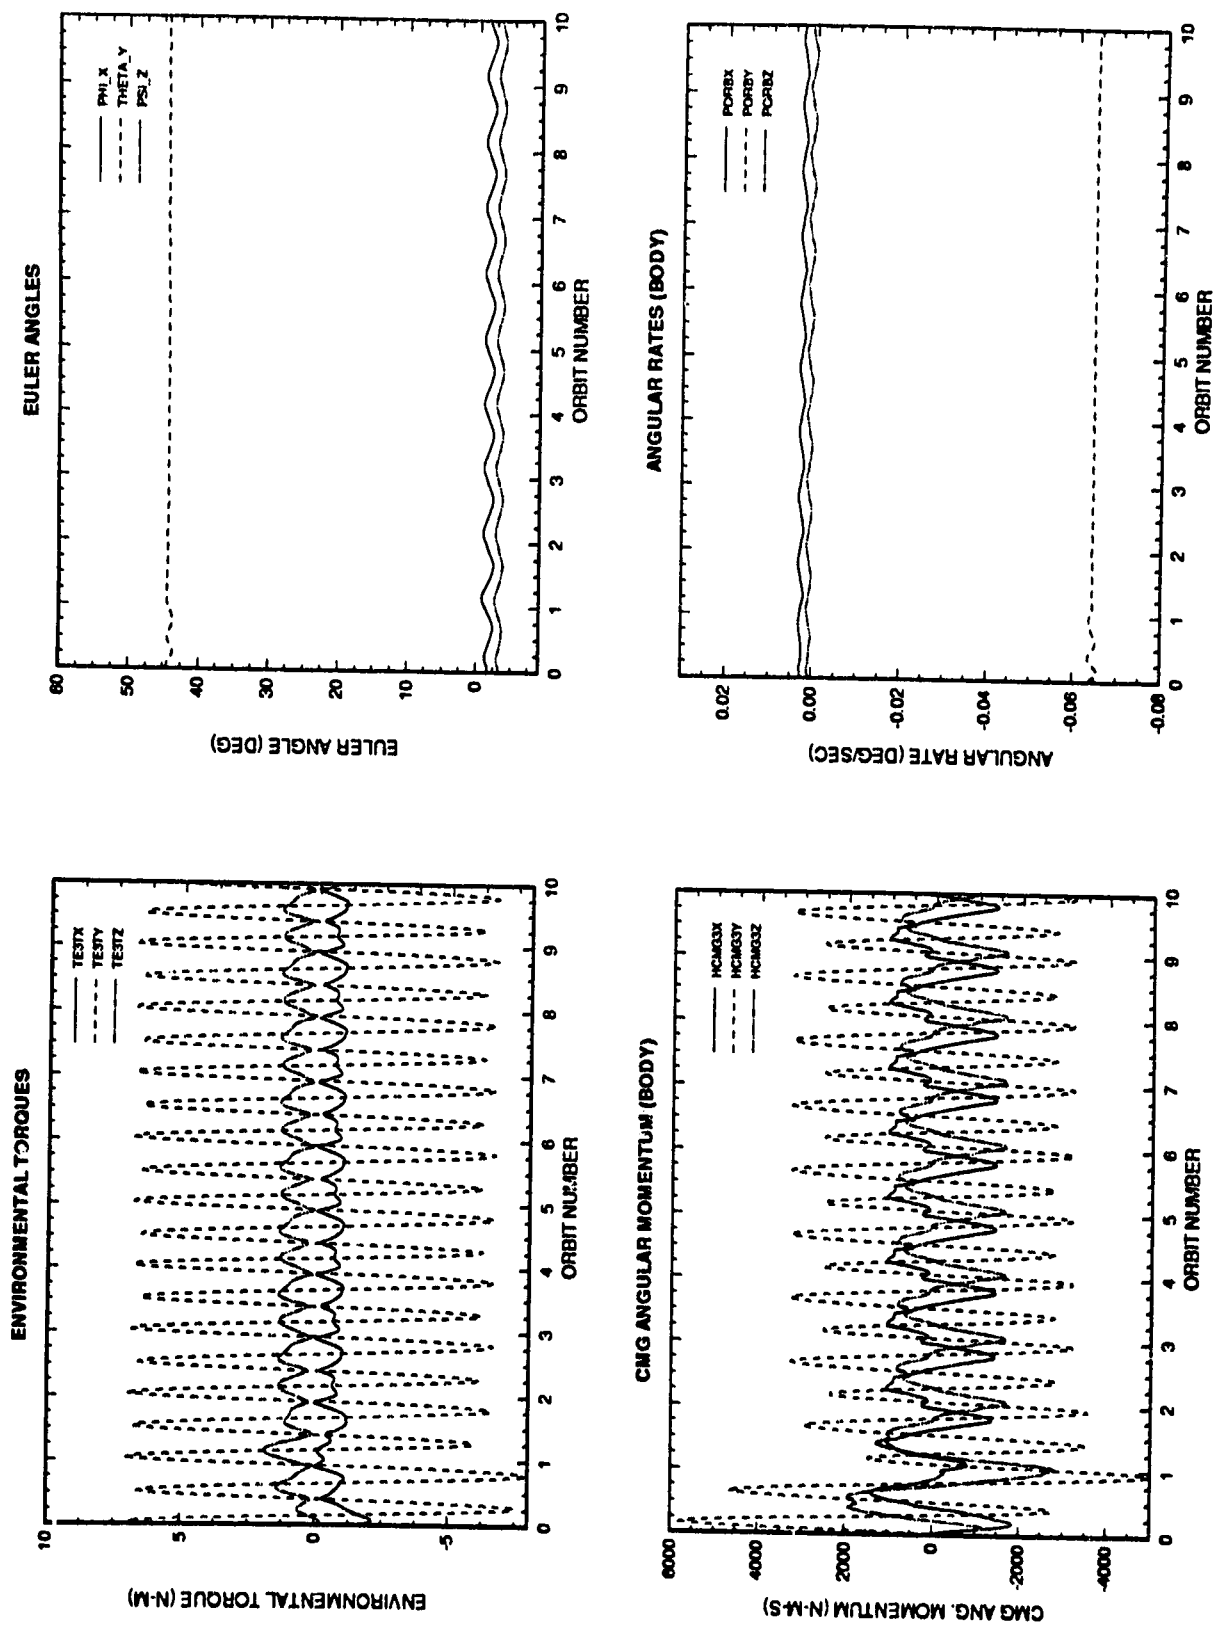 ENVIRONMENTAL TORQUES
ENVIRONMENTAL TORQUE (N-M)
10
5
0
-5
TE3TX
TE3TY
TE3TZ
0 1 2 3 4 5 6 7 8 9 10
ORBIT NUMBER
EULER ANGLES
EULER ANGLE (DEG)
60
50
40
30
20
10
0
PHI_X
THETA_Y
PSI_Z
0 1 2 3 4 5 6 7 8 9 10
ORBIT NUMBER
CMG ANGULAR MOMENTUM (BODY)
CMG ANG. MOMENTUM (N-M-S)
6000
4000
2000
0
-2000
-4000
HCMG3X
HCMG3Y
HCMG3Z
0 1 2 3 4 5 6 7 8 9 10
ORBIT NUMBER
ANGULAR RATES (BODY)
ANGULAR RATE (DEG/SEC)
0.02
0.00
-0.02
-0.04
-0.06
-0.08
PORBX
PORBY
PORBZ
0 1 2 3 4 5 6 7 8 9 10
ORBIT NUMBER